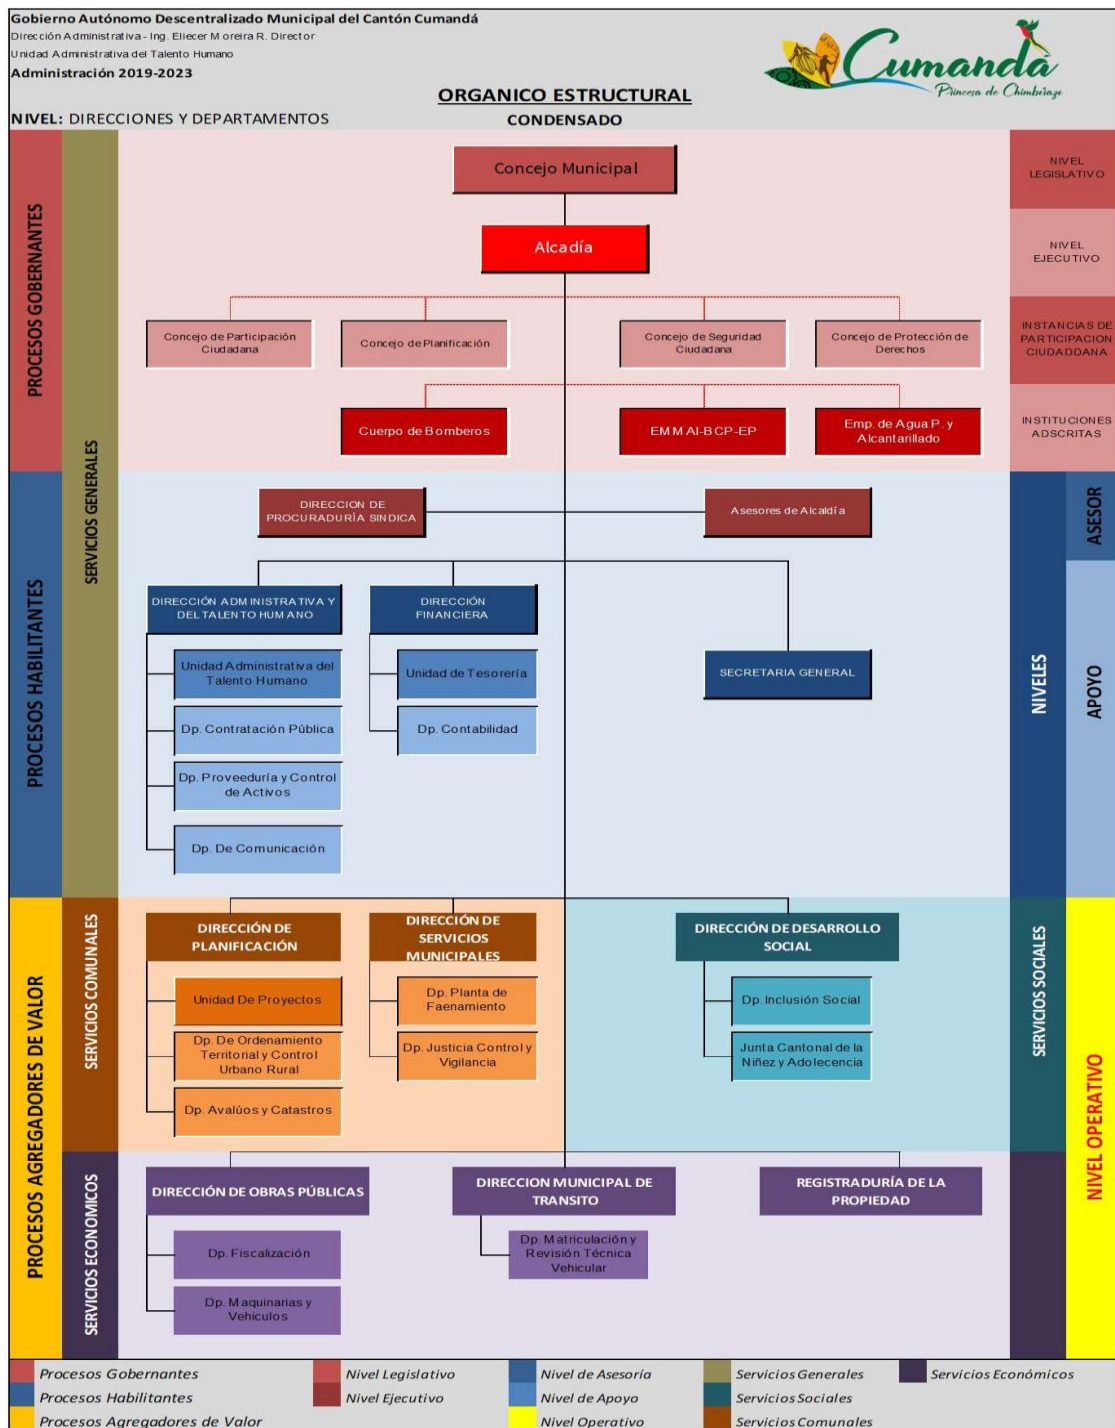 Gobierno Autónomo Descentralizado Municipal del Cantón Cumandá
Dirección Administrativa - Ing. Eliecer Moreira R. Director
Unidad Administrativa del Talento Humano
Administración 2019-2023
Cumandá
Princesa de Chimborazo
ORGANICO ESTRUCTURAL
NIVEL: DIRECCIONES Y DEPARTAMENTOS
CONDENSADO
PROCESOS GOBERNANTES
SERVICIOS GENERALES
Concejo Municipal
NIVEL
LEGISLATIVO
Alcadía
NIVEL
EJECUTIVO
Concejo de Participación
Ciudadana
Concejo de Planificación
Concejo de Seguridad
Ciudadana
Concejo de Protección de
Derechos
INSTANCIAS DE
PARTICIPACION
CIUDADDANA
Cuerpo de Bomberos
EMMAI-BCP-EP
Emp. de Agua P. y
Alcantarillado
INSTITUCIONES
ADSCRITAS
PROCESOS HABILITANTES
DIRECCION DE
PROCURADURÌA SINDICA
Asesores de Alcaldía
NIVELES
ASESOR
APOYO
DIRECCIÓN ADMINISTRATIVA Y
DEL TALENTO HUMANO
DIRECCIÓN
FINANCIERA
Unidad Administrativa del
Talento Humano
Unidad de Tesorería
SECRETARIA GENERAL
Dp. Contratación Pública
Dp. Contabilidad
Dp. Proveeduría y Control
de Activos
Dp. De Comunicación
PROCESOS AGREGADORES DE VALOR
SERVICIOS COMUNALES
DIRECCIÓN DE
PLANIFICACIÓN
DIRECCIÓN DE
SERVICIOS
MUNICIPALES
DIRECCIÓN DE DESARROLLO
SOCIAL
SERVICIOS SOCIALES
NIVEL OPERATIVO
Unidad De Proyectos
Dp. Planta de
Faenamiento
Dp. Inclusión Social
Dp. De Ordenamiento
Territorial y Control
Urbano Rural
Dp. Justicia Control y
Vigilancia
Junta Cantonal de la
Niñez y Adolecencia
Dp. Avalúos y Catastros
SERVICIOS ECONOMICOS
DIRECCIÓN DE OBRAS PÚBLICAS
DIRECCION MUNICIPAL DE
TRANSITO
REGISTRADURÍA DE LA
PROPIEDAD
Dp. Fiscalización
Dp. Matriculación y
Revisión Técnica
Vehicular
Dp. Maquinarias y
Vehiculos
Procesos Gobernantes
Nivel Legislativo
Nivel de Asesoría
Servicios Generales
Servicios Económicos
Procesos Habilitantes
Nivel Ejecutivo
Nivel de Apoyo
Servicios Sociales
Procesos Agregadores de Valor
Nivel Operativo
Servicios Comunales